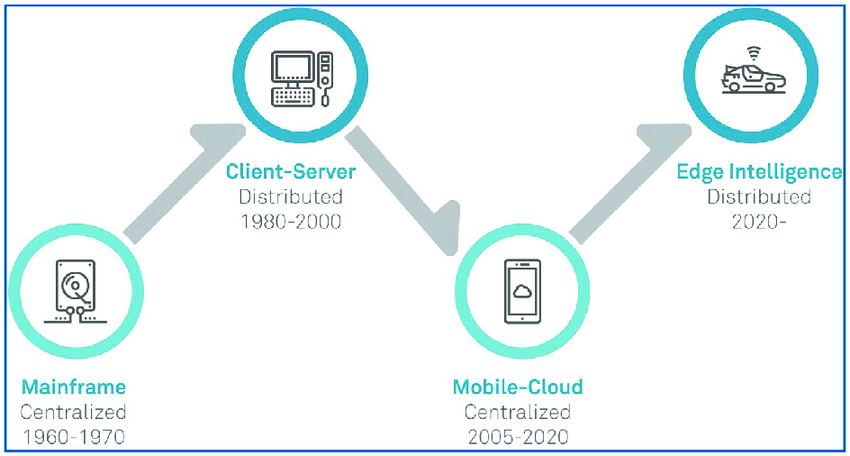 Client-Server
Distributed
1980-2000
Edge Intelligence
Distributed
2020-
Mainframe
Centralized
1960-1970
Mobile-Cloud
Centralized
2005-2020